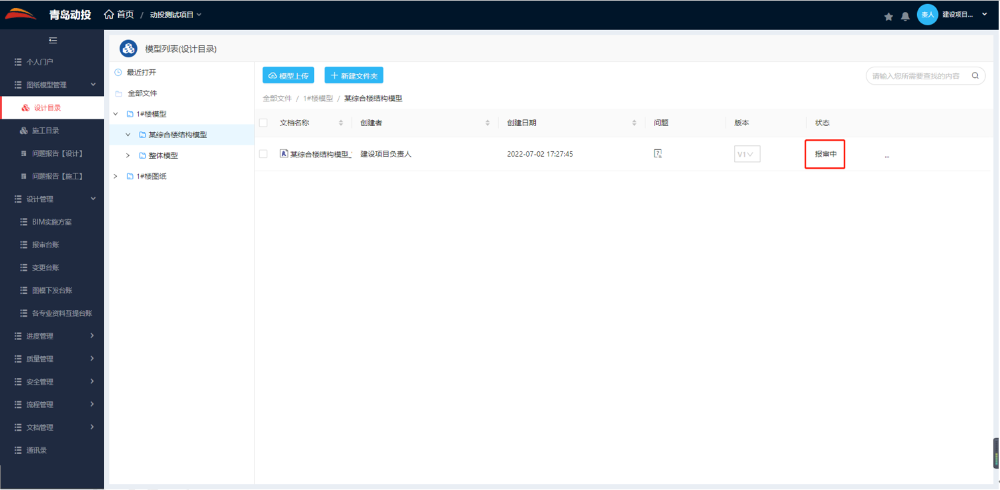 青岛动投 首页 / 动投测试项目
责人 建设项目...
个人门户
图纸模型管理
设计目录
施工目录
问题报告【设计】
问题报告【施工】
设计管理
BIM实施方案
报审台账
变更台账
图模下发台账
各专业资料互提台账
进度管理
质量管理
安全管理
流程管理
文档管理
通讯录
模型列表(设计目录)
最近打开
全部文件
1#楼模型
某综合楼结构模型
整体模型
1#楼图纸
模型上传 新建文件夹
请输入您所需要查找的内容
全部文件 / 1#楼模型 / 某综合楼结构模型
文档名称 创建者 创建日期 问题 版本 状态
某综合楼结构模型_ 建设项目负责人 2022-07-02 17:27:45 V1 报审中 ...